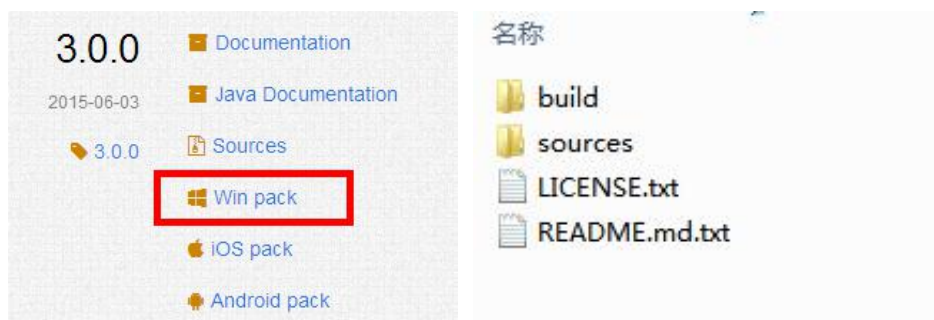 3.0.0
2015-06-03
3.0.0
Documentation
Java Documentation
Sources
Win pack
iOS pack
Android pack
名称
build
sources
LICENSE.txt
README.md.txt